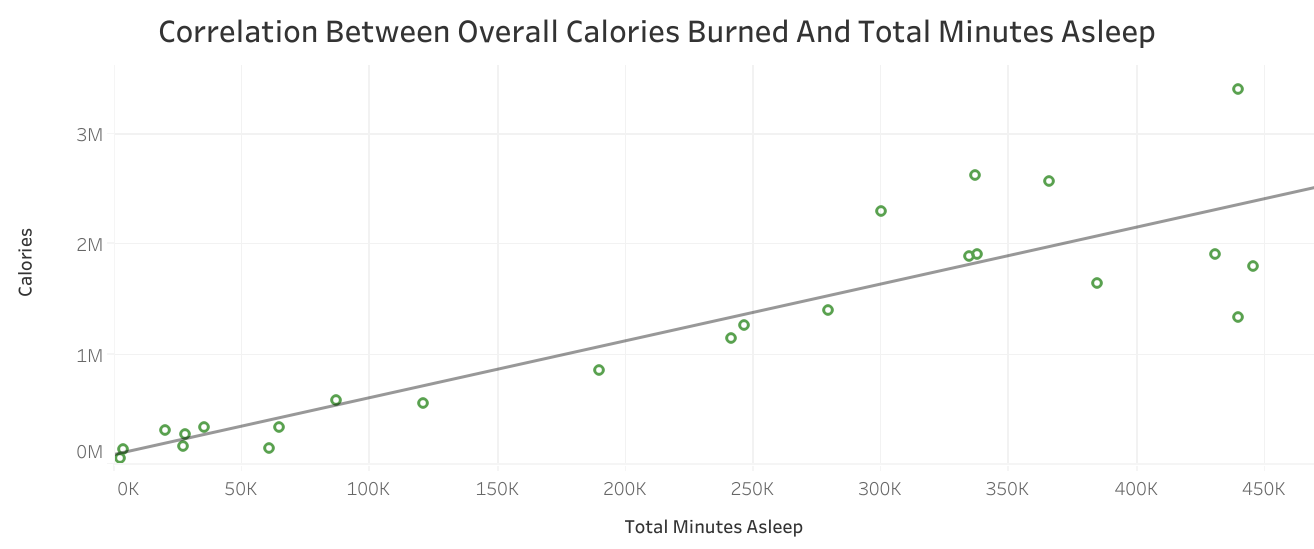 Correlation Between Overall Calories Burned And Total Minutes Asleep
3M
2M
1M
0M
Calories
0K 50K 100K 150K 200K 250K 300K 350K 400K 450K
Total Minutes Asleep